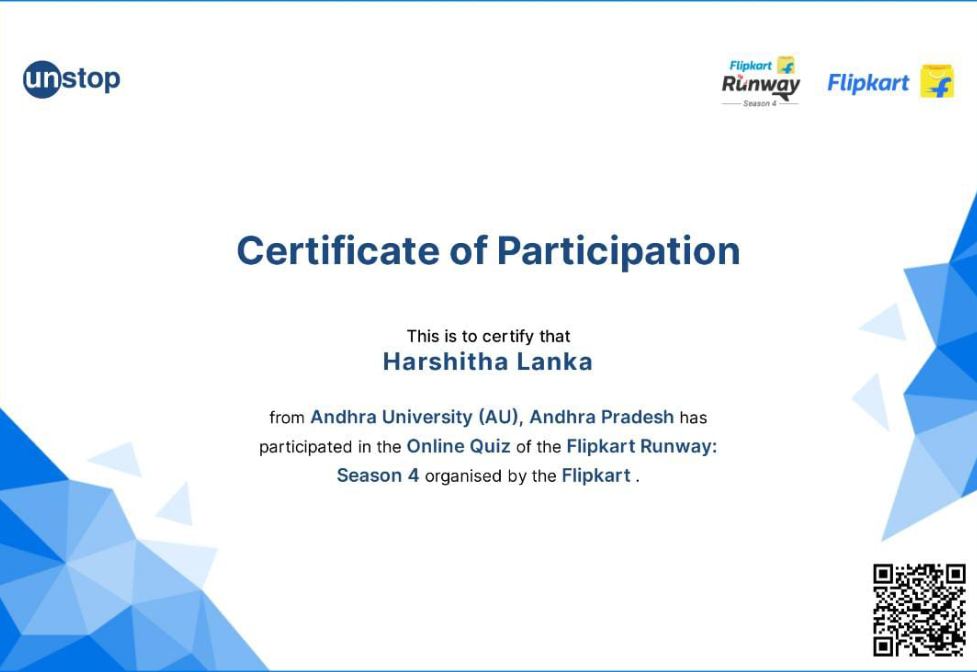 unstop
Flipkart
Runway
Season 4
Flipkart
Certificate of Participation
This is to certify that
Harshitha Lanka
from Andhra University (AU), Andhra Pradesh has
participated in the Online Quiz of the Flipkart Runway:
Season 4 organised by the Flipkart .